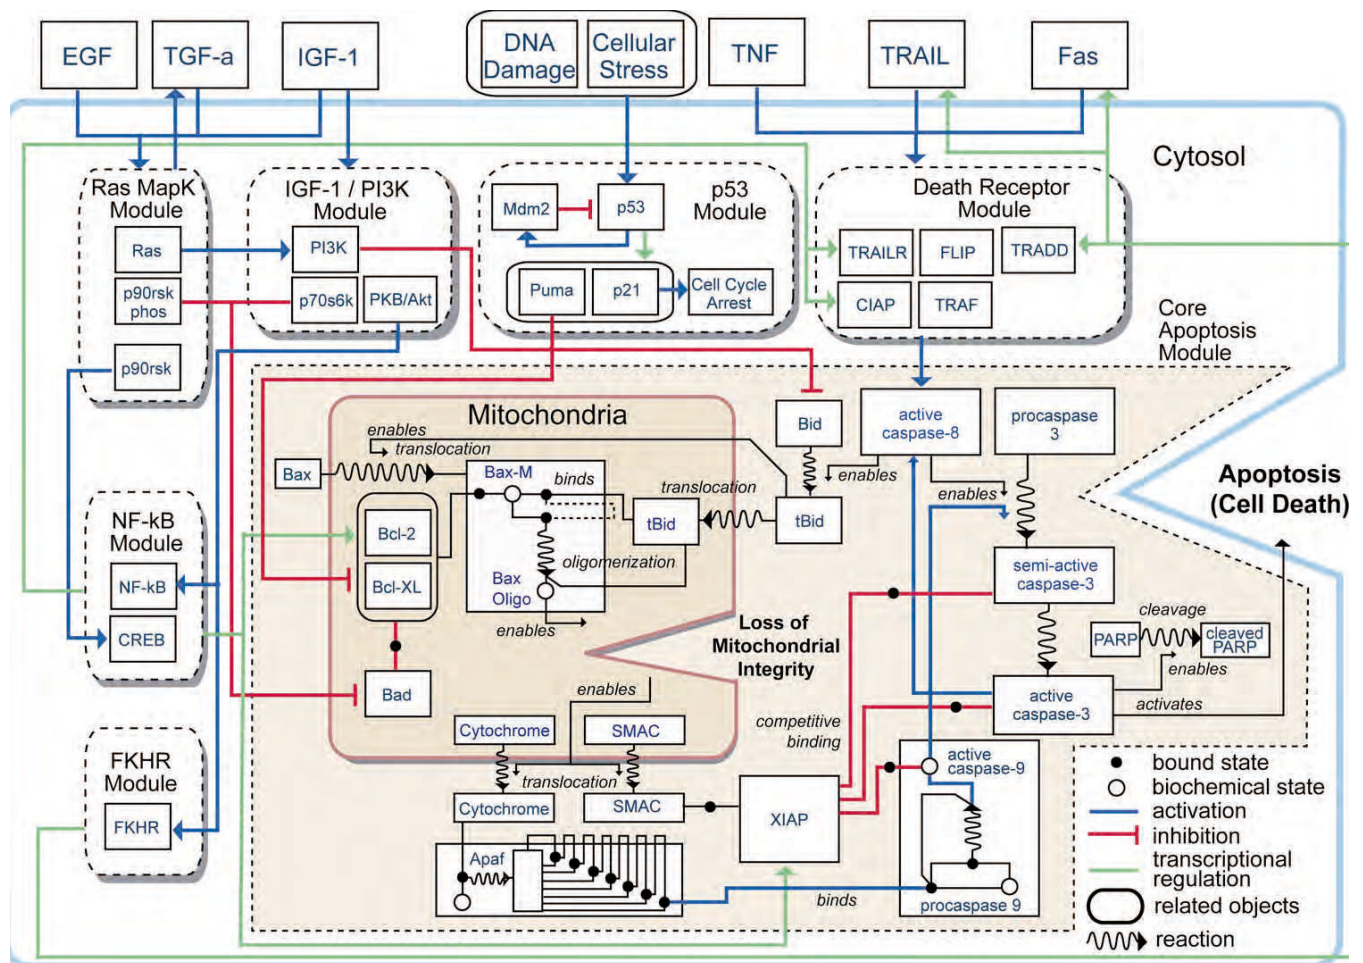 EGF
TGF-a
IGF-1
DNA
Damage
Cellular
Stress
TNF
TRAIL
Fas
Cytosol
Ras MapK
Module
Ras
p90rsk
phos
p90rsk
IGF-1 / PI3K
Module
PI3K
p70s6k
PKB/Akt
p53
Module
Mdm2
p53
Puma
p21
Cell Cycle
Arrest
Death Receptor
Module
TRAILR
FLIP
TRADD
CIAP
TRAF
Core
Apoptosis
Module
Mitochondria
enables
translocation
Bax
Bax-M
binds
Bcl-2
Bcl-XL
oligomerization
Bax
Oligo
enables
tBid
translocation
Bid
tBid
enables
active
caspase-8
enables
procaspase
3
Apoptosis
(Cell Death)
semi-active
caspase-3
cleavage
PARP
cleaved
PARP
enables
active
caspase-3
activates
NF-kB
Module
NF-kB
CREB
Bad
Loss of
Mitochondrial
Integrity
enables
Cytochrome
SMAC
translocation
Cytochrome
SMAC
competitive
binding
XIAP
active
caspase-9
procaspase 9
binds
Apaf
FKHR
Module
FKHR
bound state
biochemical state
activation
inhibition
transcriptional
regulation
related objects
reaction